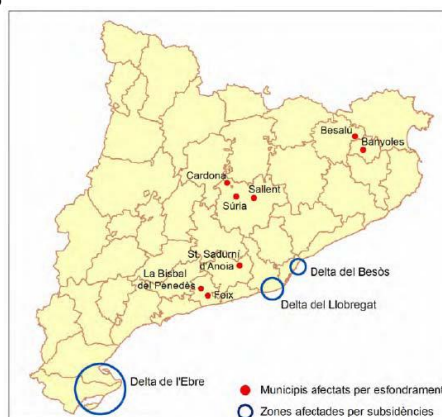 Besalú
Banyoles
Cardona
Sallent
Súria
St. Sadurní
d'Anoia
La Bisbal
del Penedès
Feix
Delta del Besòs
Delta del Llobregat
Delta de l'Ebre
Municipis afectats per esfondrament
Zones afectades per subsidències